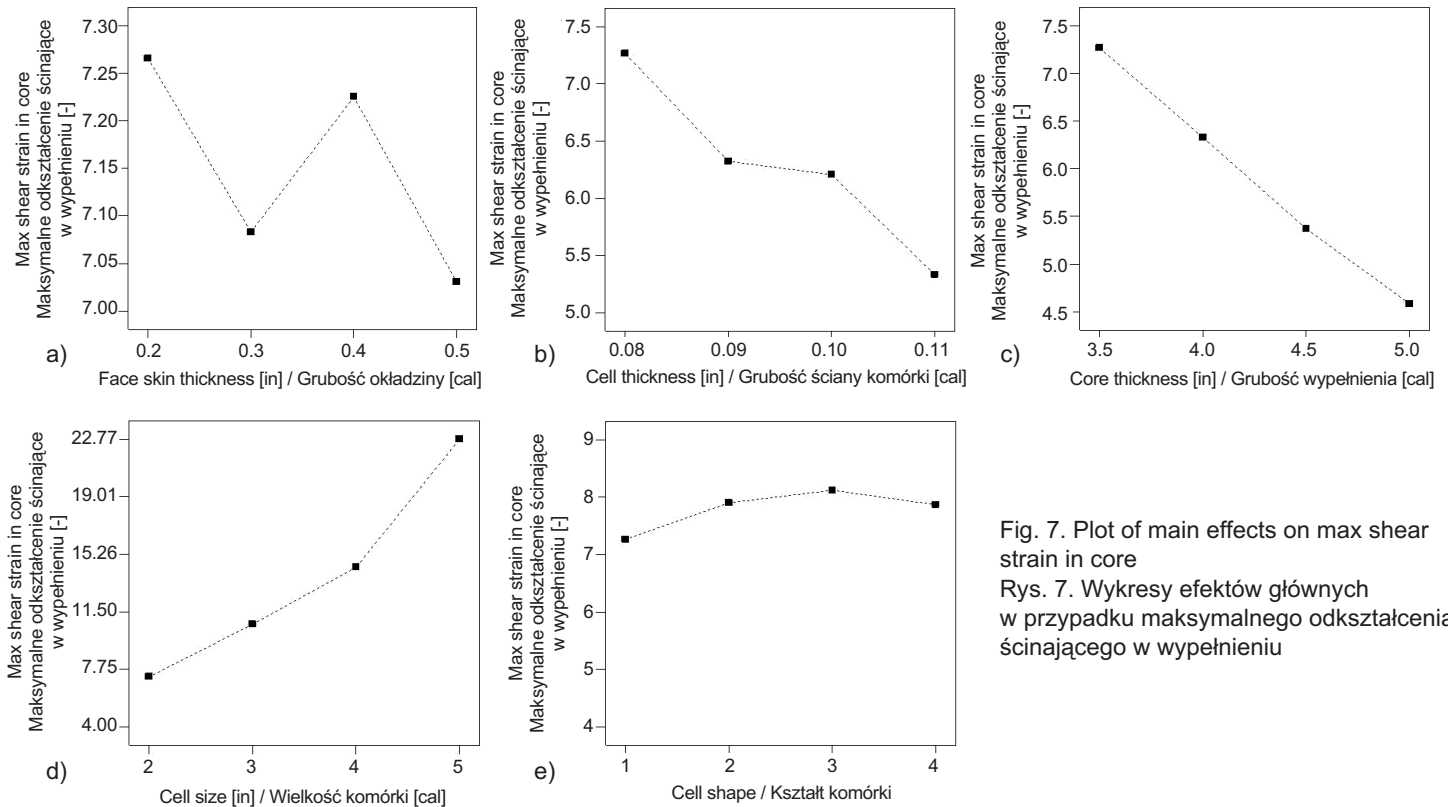 Max shear strain in core
Maksymalne odkształcenie ścinające
w wypełnieniu [-]
7.30
7.25
7.20
7.15
7.10
7.05
7.00
0.2 0.3 0.4 0.5
a)
Face skin thickness [in] / Grubość okładziny [cal]
Max shear strain in core
Maksymalne odkształcenie ścinające
w wypełnieniu [-]
7.5
7.0
6.5
6.0
5.5
5.0
0.08 0.09 0.10 0.11
b)
Cell thickness [in] / Grubość ściany komórki [cal]
Max shear strain in core
Maksymalne odkształcenie ścinające
w wypełnieniu [-]
7.5
7.0
6.5
6.0
5.5
5.0
4.5
3.5 4.0 4.5 5.0
c)
Core thickness [in] / Grubość wypełnienia [cal]
Max shear strain in core
Maksymalne odkształcenie ścinające
w wypełnieniu [-]
22.77
19.01
15.26
11.50
7.75
4.00
2 3 4 5
d)
Cell size [in] / Wielkość komórki [cal]
Max shear strain in core
Maksymalne odkształcenie ścinające
w wypełnieniu [-]
9
8
7
6
5
4
1 2 3 4
e)
Cell shape / Kształt komórki
Fig. 7. Plot of main effects on max shear
strain in core
Rys. 7. Wykresy efektów głównych
w przypadku maksymalnego odkształcenia
ścinającego w wypełnieniu